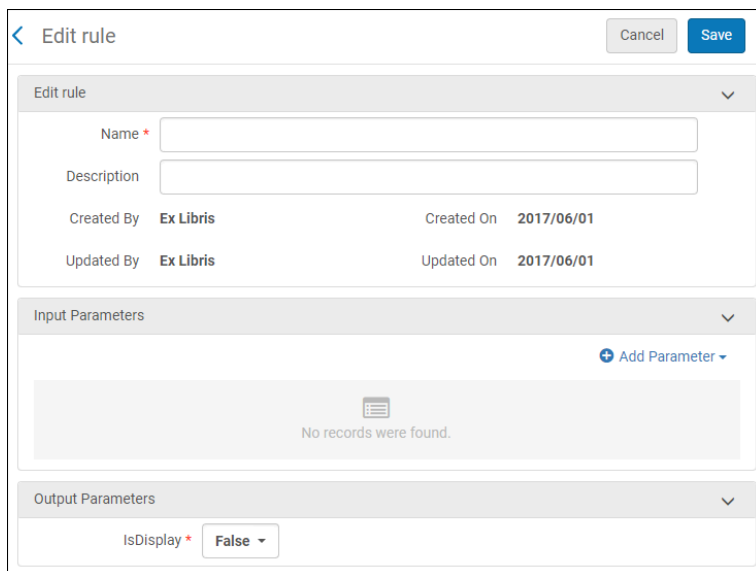 Edit rule Cancel Save
Edit rule
Name *
Description
Created By Ex Libris Created On 2017/06/01
Updated By Ex Libris Updated On 2017/06/01
Input Parameters
Add Parameter
No records were found.
Output Parameters
IsDisplay * False